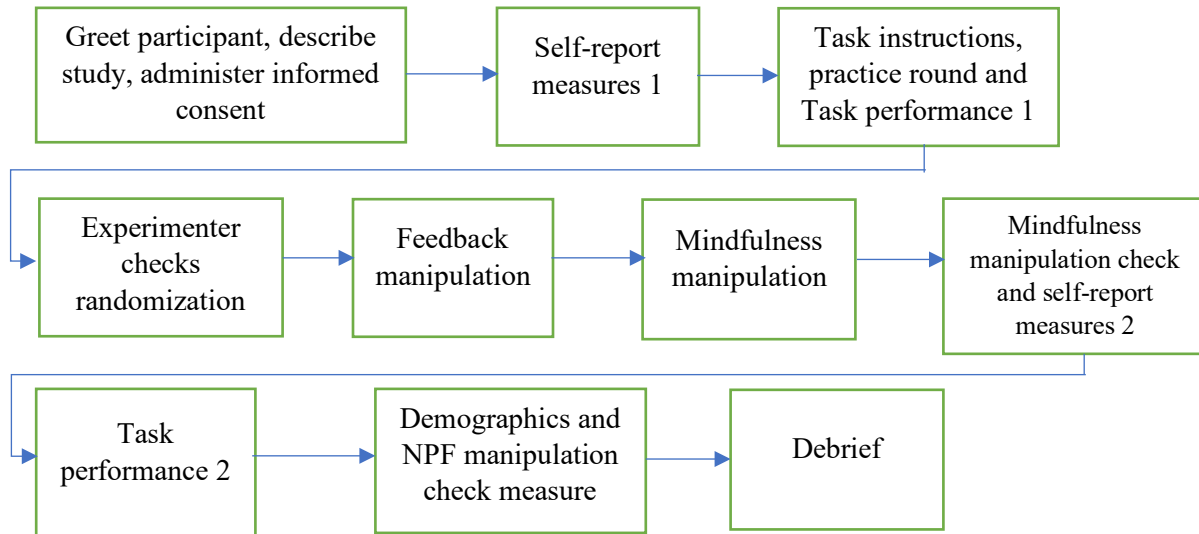 Greet participant, describe
study, administer informed
consent
Self-report
measures 1
Task instructions,
practice round and
Task performance 1
Experimenter
checks
randomization
Feedback
manipulation
Mindfulness
manipulation
Mindfulness
manipulation check
and self-report
measures 2
Task
performance 2
Demographics and
NPF manipulation
check measure
Debrief